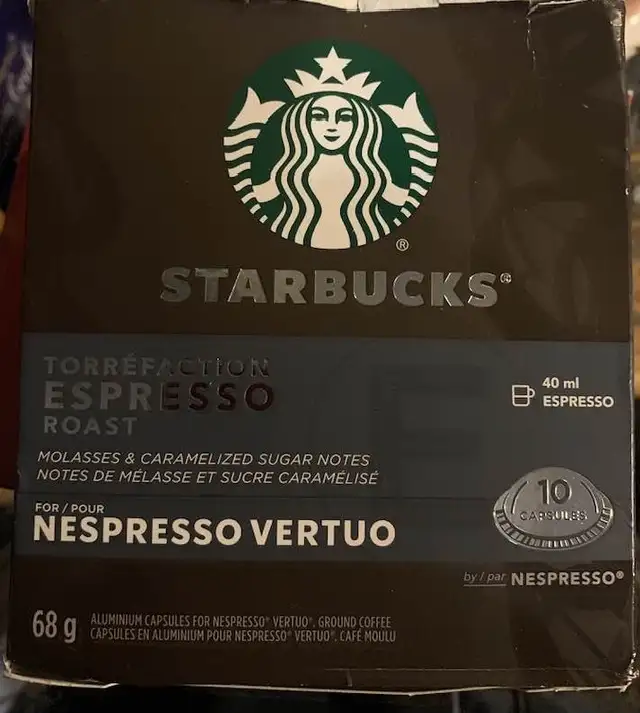 STARBUCKS®
TORRÉFACTION
ESPRESSO
ROAST
40 ml
ESPRESSO
MOLASSES & CARAMELIZED SUGAR NOTES
NOTES DE MÉLASSE ET SUCRE CARAMÉLISÉ
FOR / POUR
NESPRESSO VERTUO
10
CAPSULES
by / par NESPRESSO®
68 g
ALUMINIUM CAPSULES FOR NESPRESSO® VERTUO®, GROUND COFFEE
CAPSULES EN ALUMINIUM POUR NESPRESSO® VERTUO®, CAFÉ MOULU